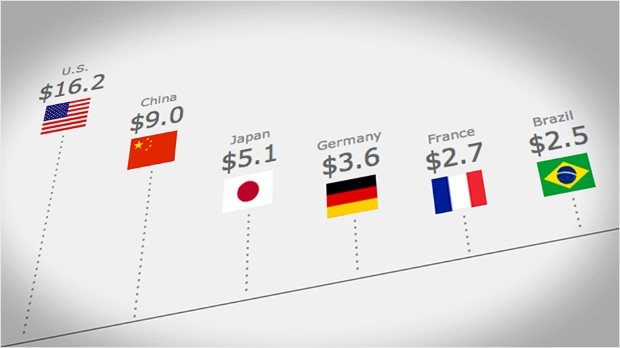 U.S.
$16.2
China
$9.0
Japan
$5.1
Germany
$3.6
France
$2.7
Brazil
$2.5